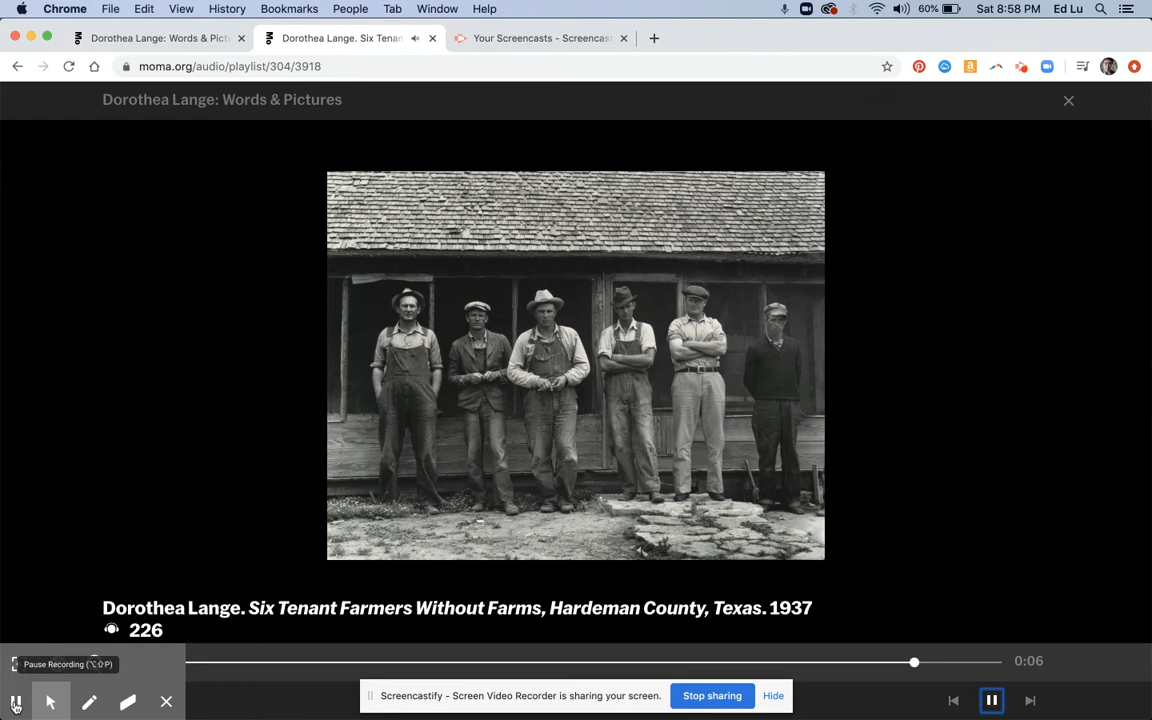 Chrome File Edit View History Bookmarks People Tab Window Help 60% Sat 8:58 PM Ed Lu
Dorothea Lange: Words & Pict
Dorothea Lange. Six Tenan
Your Screencasts - Screencast
moma.org/audio/playlist/304/3918
Dorothea Lange: Words & Pictures
Dorothea Lange. Six Tenant Farmers Without Farms, Hardeman County, Texas. 1937
226
Pause Recording (⌥⇧P)
0:06
Screencastify - Screen Video Recorder is sharing your screen. Stop sharing Hide